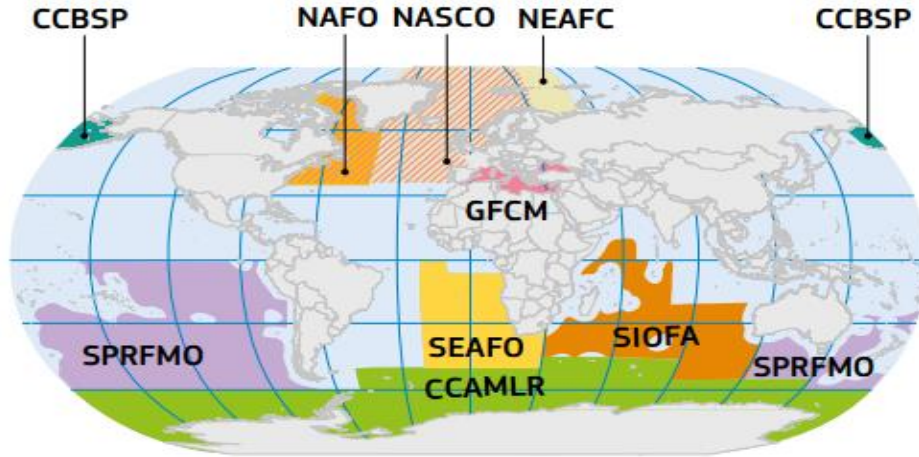 CCBSP NAFO NASCO NEAFC CCBSP
GFCM
SPRFMO SEAFO SIOFA SPRFMO
CCAMLR